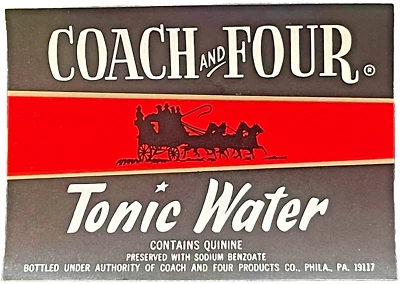 COACH AND FOUR®
Tonic Water
CONTAINS QUININE
PRESERVED WITH SODIUM BENZOATE
BOTTLED UNDER AUTHORITY OF COACH AND FOUR PRODUCTS CO., PHILA., PA. 19117